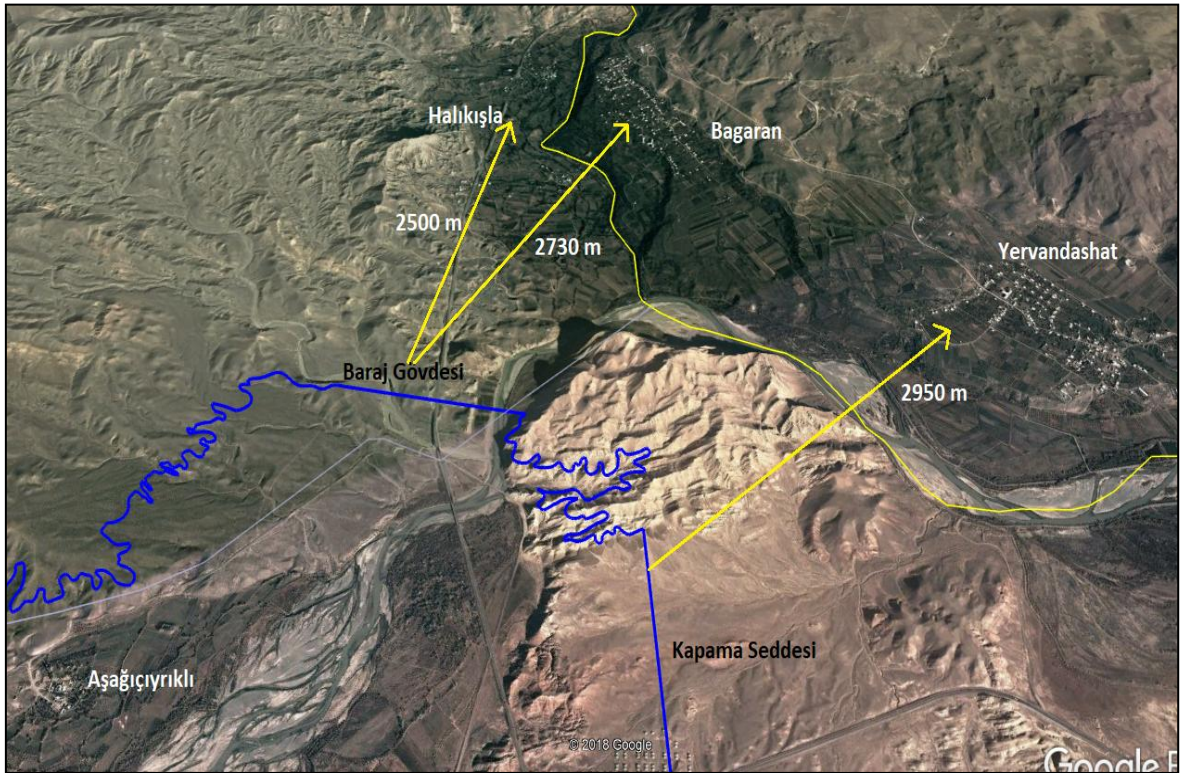 Halıkışla
Bagaran
2500 m
2730 m
Yervandashat
Baraj Gövdesi
2950 m
Kapama Seddesi
Aşağıçıyrıklı
© 2018 Google
Google